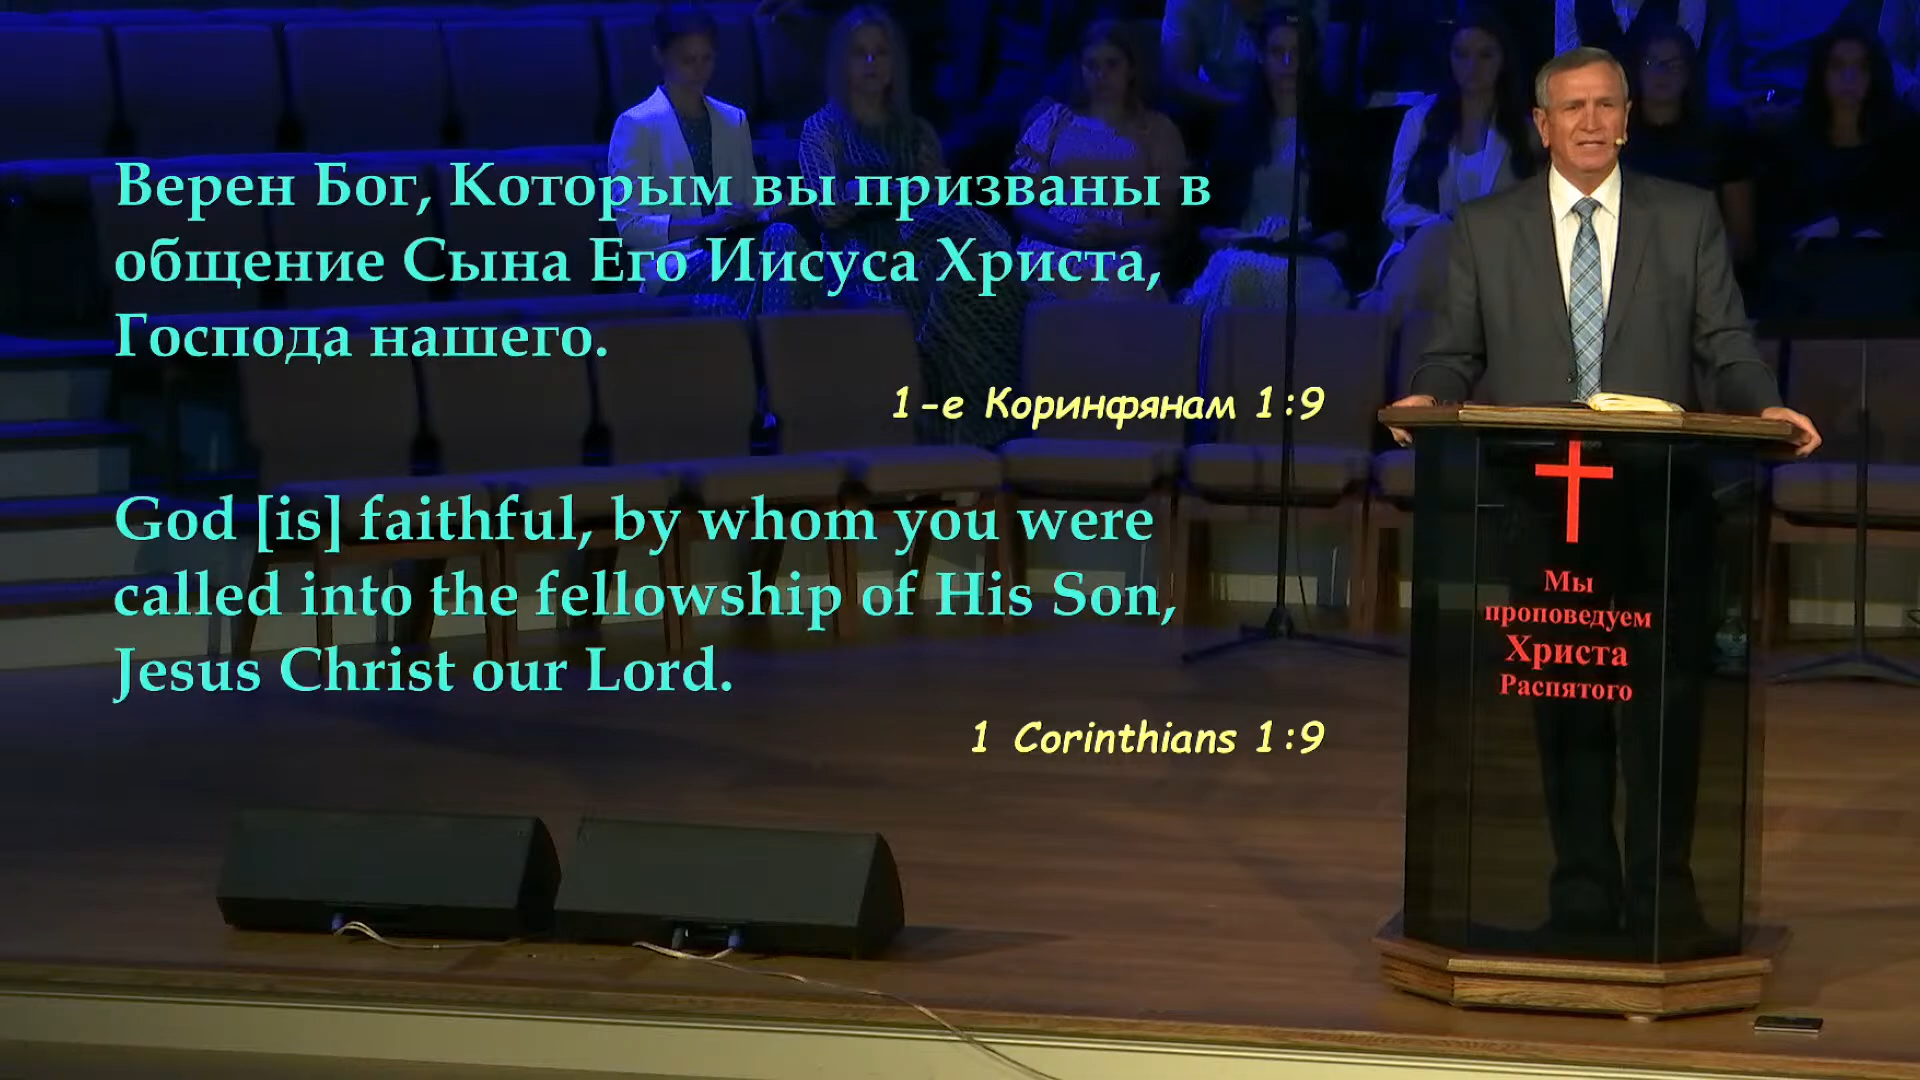 Верен Бог, Которым вы призваны в
общение Сына Его Иисуса Христа,
Господа нашего.
1-е Коринфянам 1:9
God [is] faithful, by whom you were
called into the fellowship of His Son,
Jesus Christ our Lord.
1 Corinthians 1:9
Мы
проповедуем
Христа
Распятого